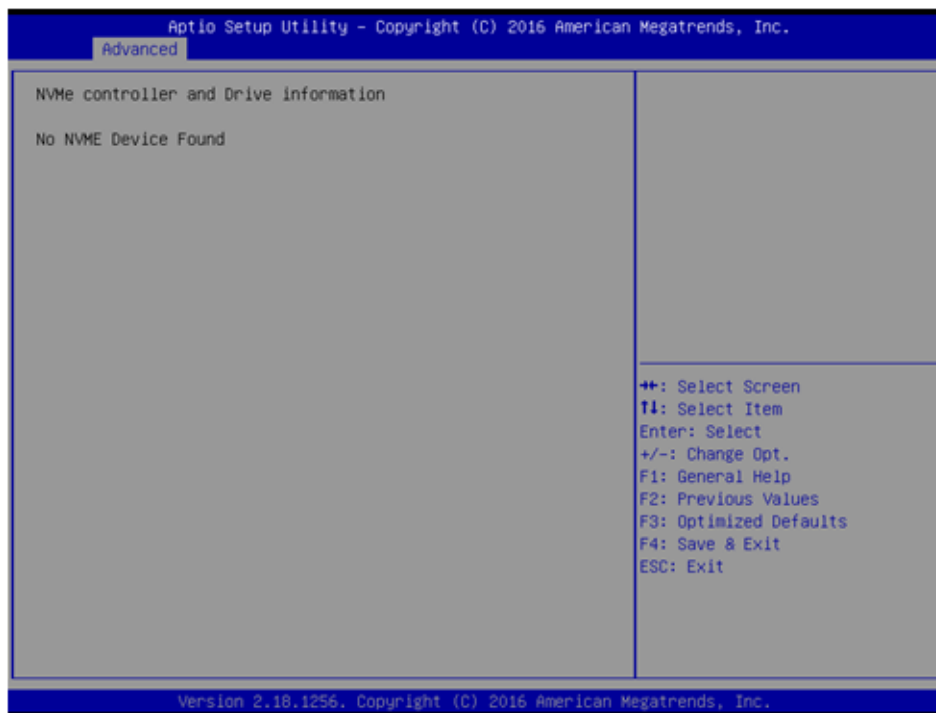 Aptio Setup Utility – Copyright (C) 2016 American Megatrends, Inc.
Advanced
NVMe controller and Drive information
No NVME Device Found
→←: Select Screen
↑↓: Select Item
Enter: Select
+/-: Change Opt.
F1: General Help
F2: Previous Values
F3: Optimized Defaults
F4: Save & Exit
ESC: Exit
Version 2.18.1256. Copyright (C) 2016 American Megatrends, Inc.